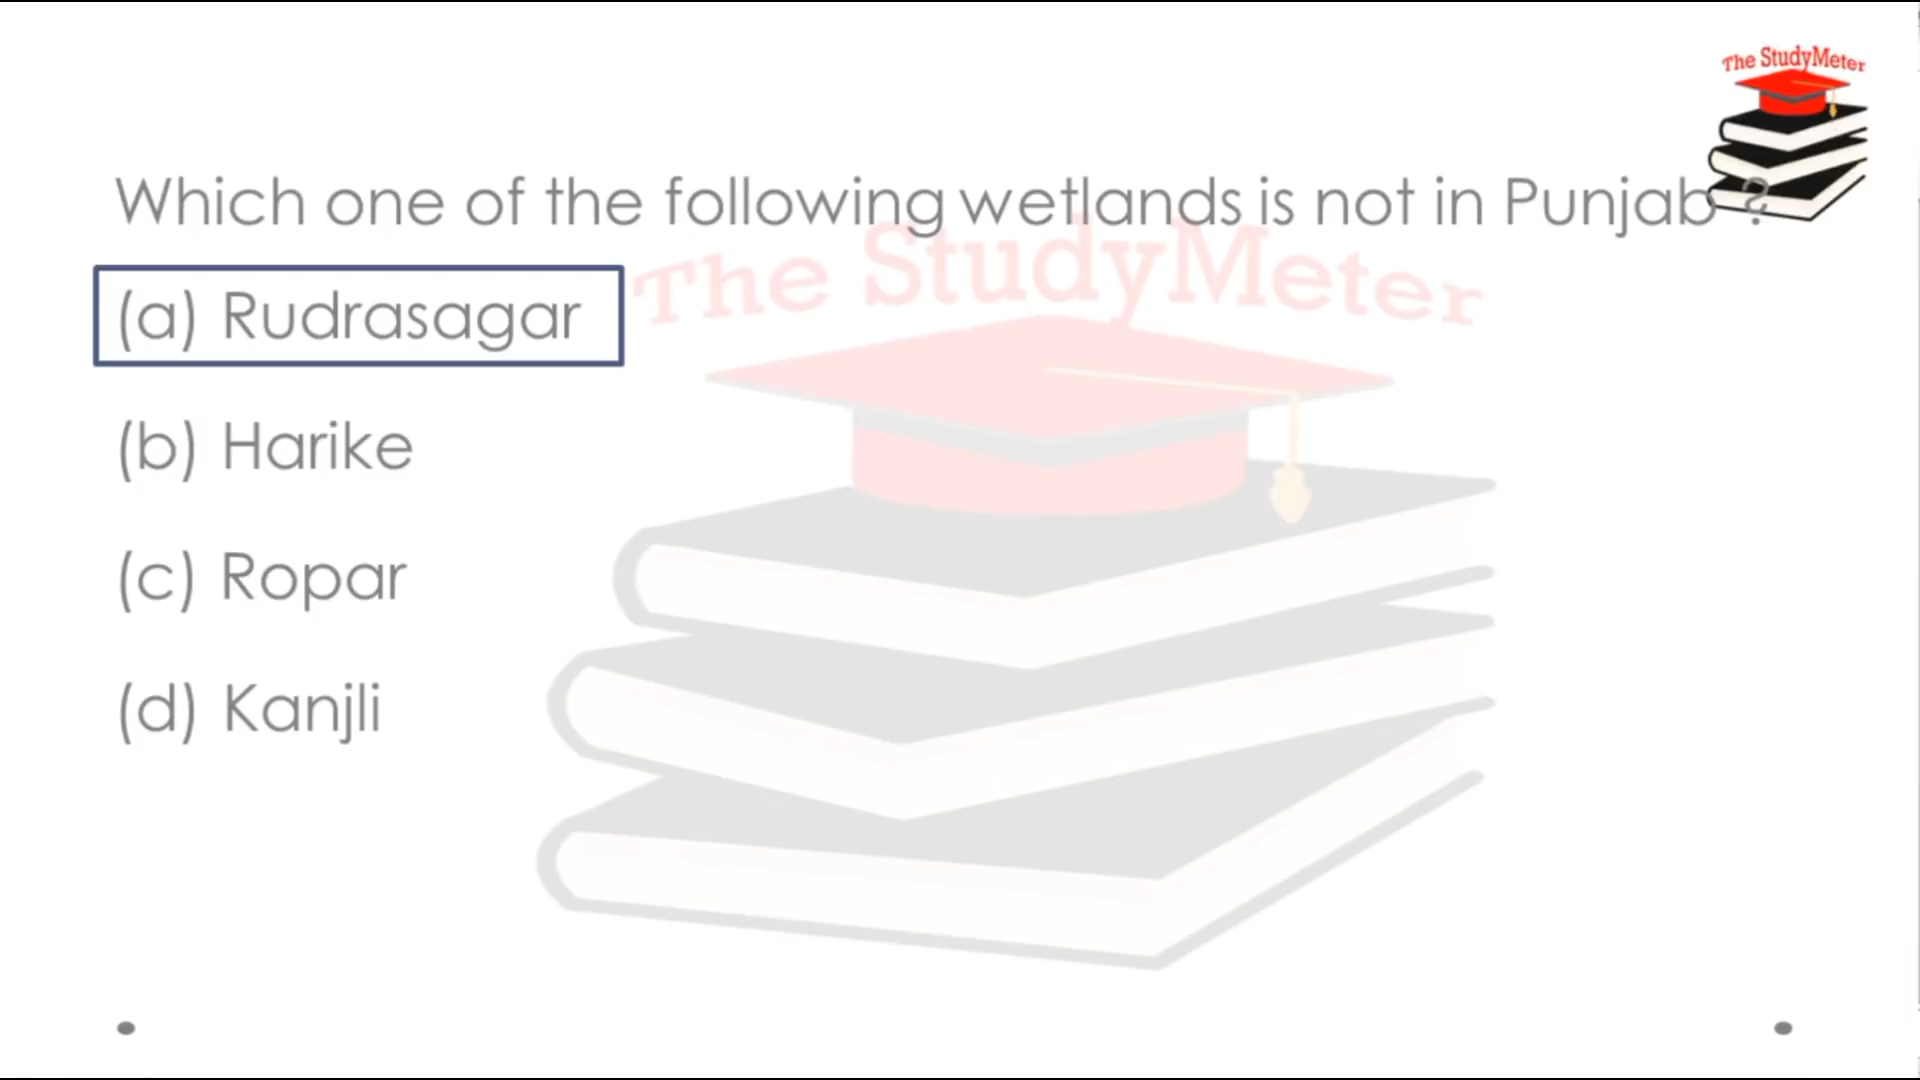 The StudyMeter
Which one of the following wetlands is not in Punjab ?
The StudyMeter
(a) Rudrasagar
(b) Harike
(c) Ropar
(d) Kanjli